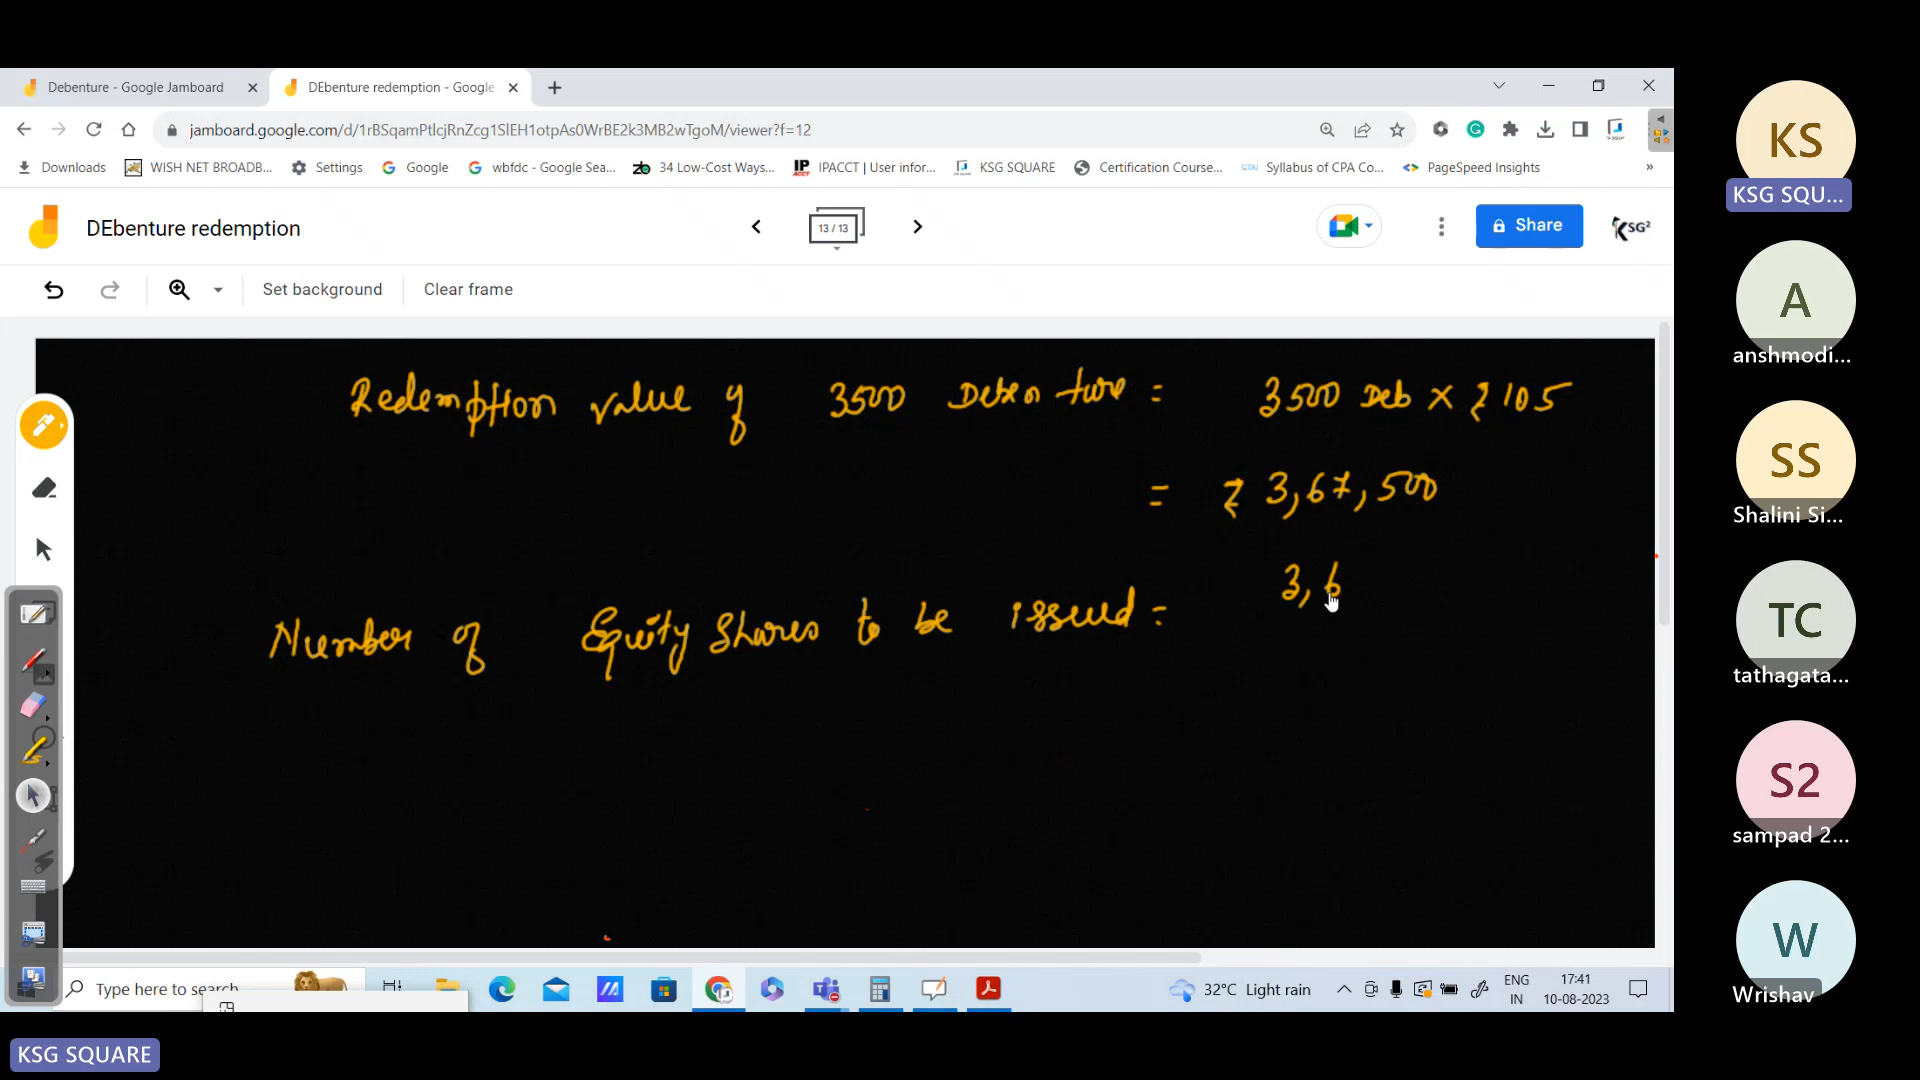 Debenture - Google Jamboard
DEbenture redemption - Google
jamboard.google.com/d/1rBSqamPtlcjRnZcg1SlEH1otpAs0WrBE2k3MB2wTgoM/viewer?f=12
Downloads WISH NET BROADB... Settings Google wbfdc - Google Sea... 34 Low-Cost Ways... IPACCT | User infor... KSG SQUARE Certification Course... Syllabus of CPA Co... PageSpeed Insights »
DEbenture redemption
13 / 13
Share
KSG²
Set background
Clear frame
Redemption value of 3500 Debenture = 3500 Deb × ₹ 105
= ₹ 3,67,500
Number of Equity Shares to be issued = 3,6
Type here to search
32°C Light rain
ENG
IN
17:41
10-08-2023
KS
KSG SQU...
A
anshmodi...
SS
Shalini Si...
TC
tathagata...
S2
sampad 2...
W
Wrishav
KSG SQUARE